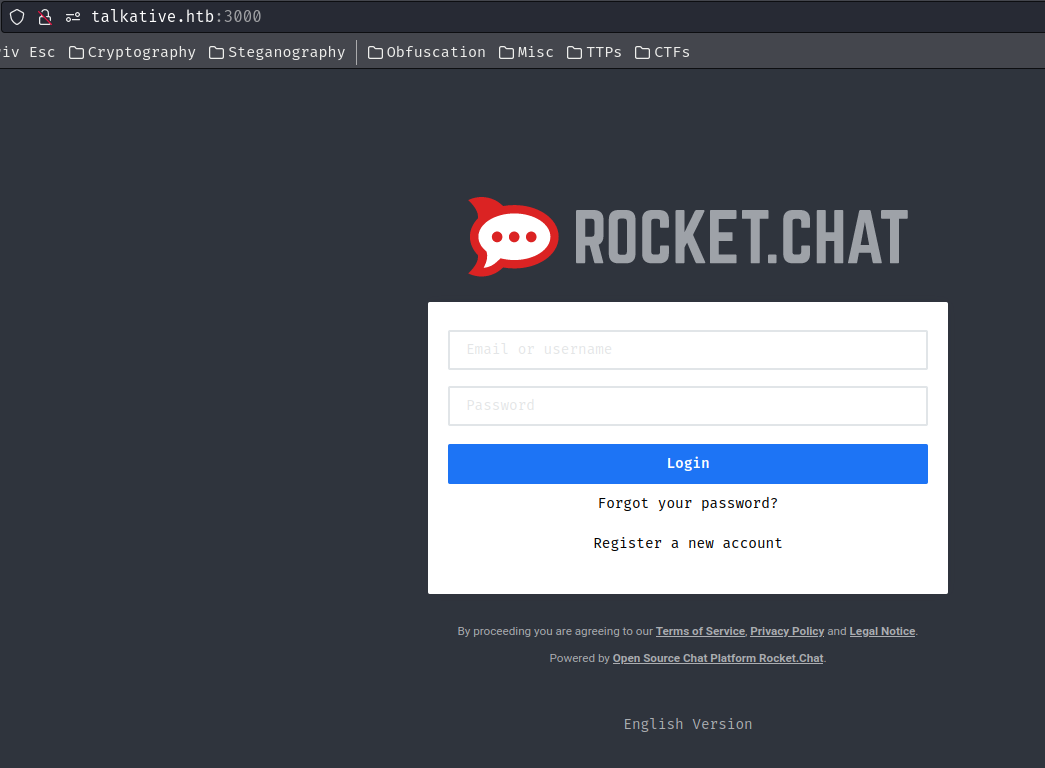 talkative.htb:3000
iv Esc Cryptography Steganography Obfuscation Misc TTPs CTFs
ROCKET.CHAT
Email or username
Password
Login
Forgot your password?
Register a new account
By proceeding you are agreeing to our Terms of Service, Privacy Policy and Legal Notice.
Powered by Open Source Chat Platform Rocket.Chat.
English Version